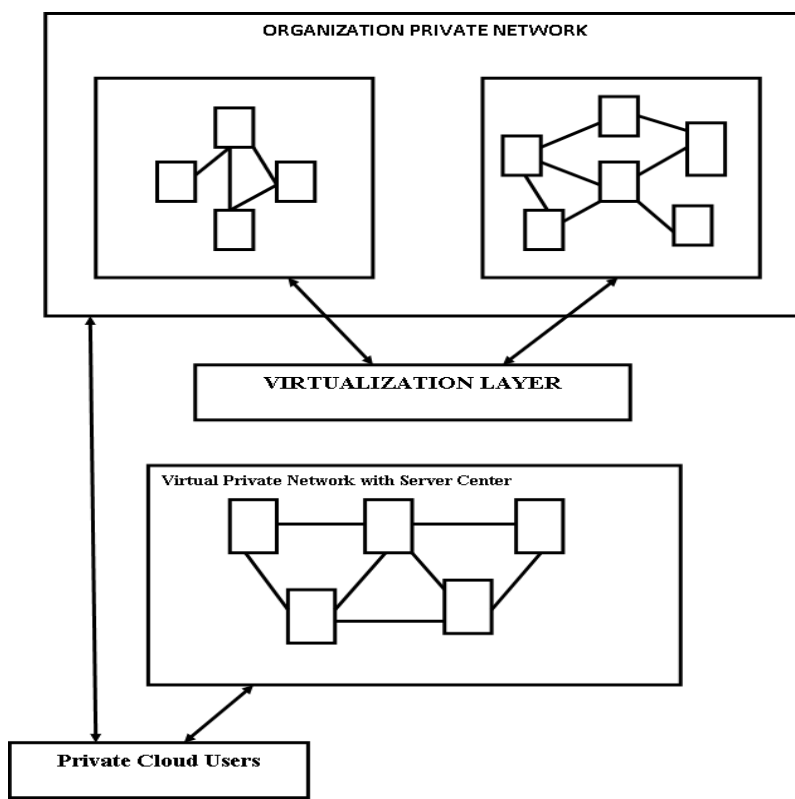 ORGANIZATION PRIVATE NETWORK
VIRTUALIZATION LAYER
Virtual Private Network with Server Center
Private Cloud Users